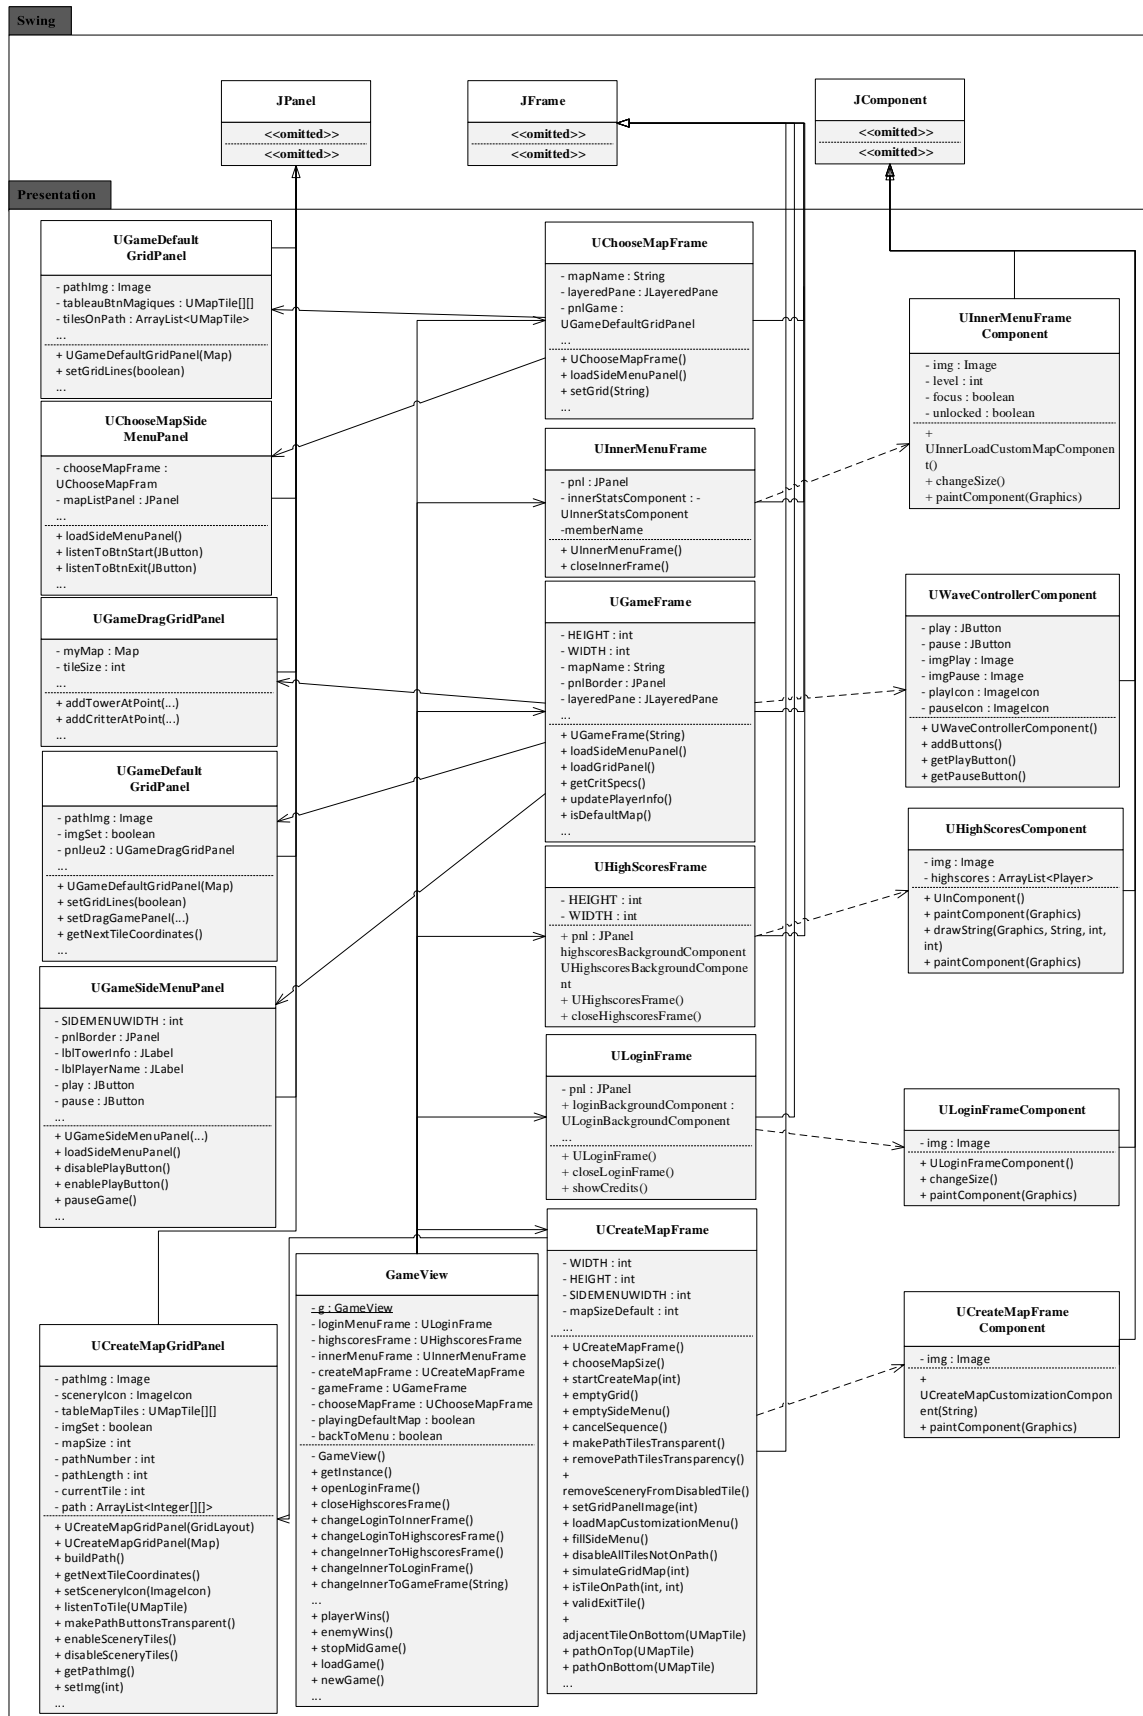 Swing
JPanel
<<omitted>>
<<omitted>>
JFrame
<<omitted>>
<<omitted>>
JComponent
<<omitted>>
<<omitted>>
Presentation
UGameDefault
GridPanel
- pathImg : Image
- tableauBtnMagiques : UMapTile[][]
- tilesOnPath : ArrayList<UMapTile>
...
+ UGameDefaultGridPanel(Map)
+ setGridLines(boolean)
...
UChooseMapSide
MenuPanel
- chooseMapFrame :
UChooseMapFram
- mapListPanel : JPanel
...
+ loadSideMenuPanel()
+ listenToBtnStart(JButton)
+ listenToBtnExit(JButton)
...
UGameDragGridPanel
- myMap : Map
- tileSize : int
...
+ addTowerAtPoint(...)
+ addCritterAtPoint(...)
...
UGameDefault
GridPanel
- pathImg : Image
- imgSet : boolean
- pnlJeu2 : UGameDragGridPanel
...
+ UGameDefaultGridPanel(Map)
+ setGridLines(boolean)
+ setDragGamePanel(...)
+ getNextTileCoordinates()
...
UGameSideMenuPanel
- SIDEMENUWIDTH : int
- pnlBorder : JPanel
- lblTowerInfo : JLabel
- lblPlayerName : JLabel
- play : JButton
- pause : JButton
...
+ UGameSideMenuPanel(...)
+ loadSideMenuPanel()
+ disablePlayButton()
+ enablePlayButton()
+ pauseGame()
...
UCreateMapGridPanel
- pathImg : Image
- sceneryIcon : ImageIcon
- tableMapTiles : UMapTile[][]
- imgSet : boolean
- mapSize : int
- pathNumber : int
- pathLength : int
- currentTile : int
- path : ArrayList<Integer[][]>
+ UCreateMapGridPanel(GridLayout)
+ UCreateMapGridPanel(Map)
+ buildPath()
+ getNextTileCoordinates()
+ setSceneryIcon(ImageIcon)
+ listenToTile(UMapTile)
+ makePathButtonsTransparent()
+ enableSceneryTiles()
+ disableSceneryTiles()
+ getPathImg()
+ setImg(int)
...
GameView
- g : GameView
- loginMenuFrame : ULoginFrame
- highscoresFrame : UHighscoresFrame
- innerMenuFrame : UInnerMenuFrame
- createMapFrame : UCreateMapFrame
- gameFrame : UGameFrame
- chooseMapFrame : UChooseMapFrame
- playingDefaultMap : boolean
- backToMenu : boolean
- GameView()
+ getInstance()
+ openLoginFrame()
+ closeHighscoresFrame()
+ changeLoginToInnerFrame()
+ changeLoginToHighscoresFrame()
+ changeInnerToHighscoresFrame()
+ changeInnerToLoginFrame()
+ changeInnerToGameFrame(String)
...
+ playerWins()
+ enemyWins()
+ stopMidGame()
+ loadGame()
+ newGame()
...
UChooseMapFrame
- mapName : String
- layeredPane : JLayeredPane
- pnlGame :
UGameDefaultGridPanel
...
+ UChooseMapFrame()
+ loadSideMenuPanel()
+ setGrid(String)
...
UInnerMenuFrame
- pnl : JPanel
- innerStatsComponent : -
UInnerStatsComponent
-memberName
+ UInnerMenuFrame()
+ closeInnerFrame()
UGameFrame
- HEIGHT : int
- WIDTH : int
- mapName : String
- pnlBorder : JPanel
- layeredPane : JLayeredPane
...
+ UGameFrame(String)
+ loadSideMenuPanel()
+ loadGridPanel()
+ getCritSpecs()
+ updatePlayerInfo()
+ isDefaultMap()
...
UHighScoresFrame
- HEIGHT : int
- WIDTH : int
+ pnl : JPanel
highscoresBackgroundComponent
UHighscoresBackgroundCompone
nt
+ UHighscoresFrame()
+ closeHighscoresFrame()
ULoginFrame
- pnl : JPanel
+ loginBackgroundComponent :
ULoginBackgroundComponent
...
+ ULoginFrame()
+ closeLoginFrame()
+ showCredits()
UCreateMapFrame
- WIDTH : int
- HEIGHT : int
- SIDEMENUWIDTH : int
- mapSizeDefault : int
...
+ UCreateMapFrame()
+ chooseMapSize()
+ startCreateMap(int)
+ emptyGrid()
+ emptySideMenu()
+ cancelSequence()
+ makePathTilesTransparent()
+ removePathTilesTransparency()
+
removeSceneryFromDisabledTile()
+ setGridPanelImage(int)
+ loadMapCustomizationMenu()
+ fillSideMenu()
+ disableAllTilesNotOnPath()
+ simulateGridMap(int)
+ isTileOnPath(int, int)
+ validExitTile()
+
adjacentTileOnBottom(UMapTile)
+ pathOnTop(UMapTile)
+ pathOnBottom(UMapTile)
...
UInnerMenuFrame
Component
- img : Image
- level : int
- focus : boolean
- unlocked : boolean
+
UInnerLoadCustomMapComponen
t()
+ changeSize()
+ paintComponent(Graphics)
UWaveControllerComponent
- play : JButton
- pause : JButton
- imgPlay : Image
- imgPause : Image
- playIcon : ImageIcon
- pauseIcon : ImageIcon
+ UWaveControllerComponent()
+ addButtons()
+ getPlayButton()
+ getPauseButton()
UHighScoresComponent
- img : Image
- highscores : ArrayList<Player>
+ UInComponent()
+ paintComponent(Graphics)
+ drawString(Graphics, String, int,
int)
+ paintComponent(Graphics)
ULoginFrameComponent
- img : Image
+ ULoginFrameComponent()
+ changeSize()
+ paintComponent(Graphics)
UCreateMapFrame
Component
- img : Image
+
UCreateMapCustomizationCompon
ent(String)
+ paintComponent(Graphics)